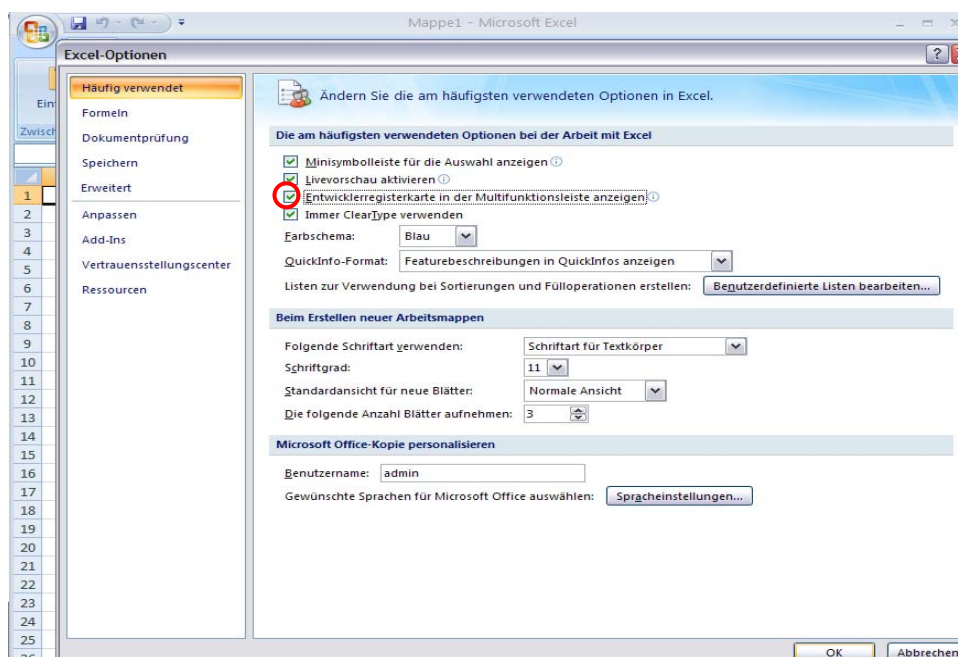 Mappe1 - Microsoft Excel
Excel-Optionen
?
Zwisch
Häufig verwendet
Formeln
Dokumentprüfung
Speichern
Erweitert
Anpassen
Add-Ins
Vertrauensstellungscenter
Ressourcen
Ändern Sie die am häufigsten verwendeten Optionen in Excel.
Die am häufigsten verwendeten Optionen bei der Arbeit mit Excel
Minisymbolleiste für die Auswahl anzeigen
Livevorschau aktivieren
Entwicklerregisterkarte in der Multifunktionsleiste anzeigen
Immer ClearType verwenden
Farbschema: Blau
QuickInfo-Format: Featurebeschreibungen in QuickInfos anzeigen
Listen zur Verwendung bei Sortierungen und Fülloperationen erstellen: Benutzerdefinierte Listen bearbeiten...
Beim Erstellen neuer Arbeitsmappen
Folgende Schriftart verwenden: Schriftart für Textkörper
Schriftgrad: 11
Standardansicht für neue Blätter: Normale Ansicht
Die folgende Anzahl Blätter aufnehmen: 3
Microsoft Office-Kopie personalisieren
Benutzername: admin
Gewünschte Sprachen für Microsoft Office auswählen: Spracheinstellungen...
OK Abbrechen
1
2
3
4
5
6
7
8
9
10
11
12
13
14
15
16
17
18
19
20
21
22
23
24
25